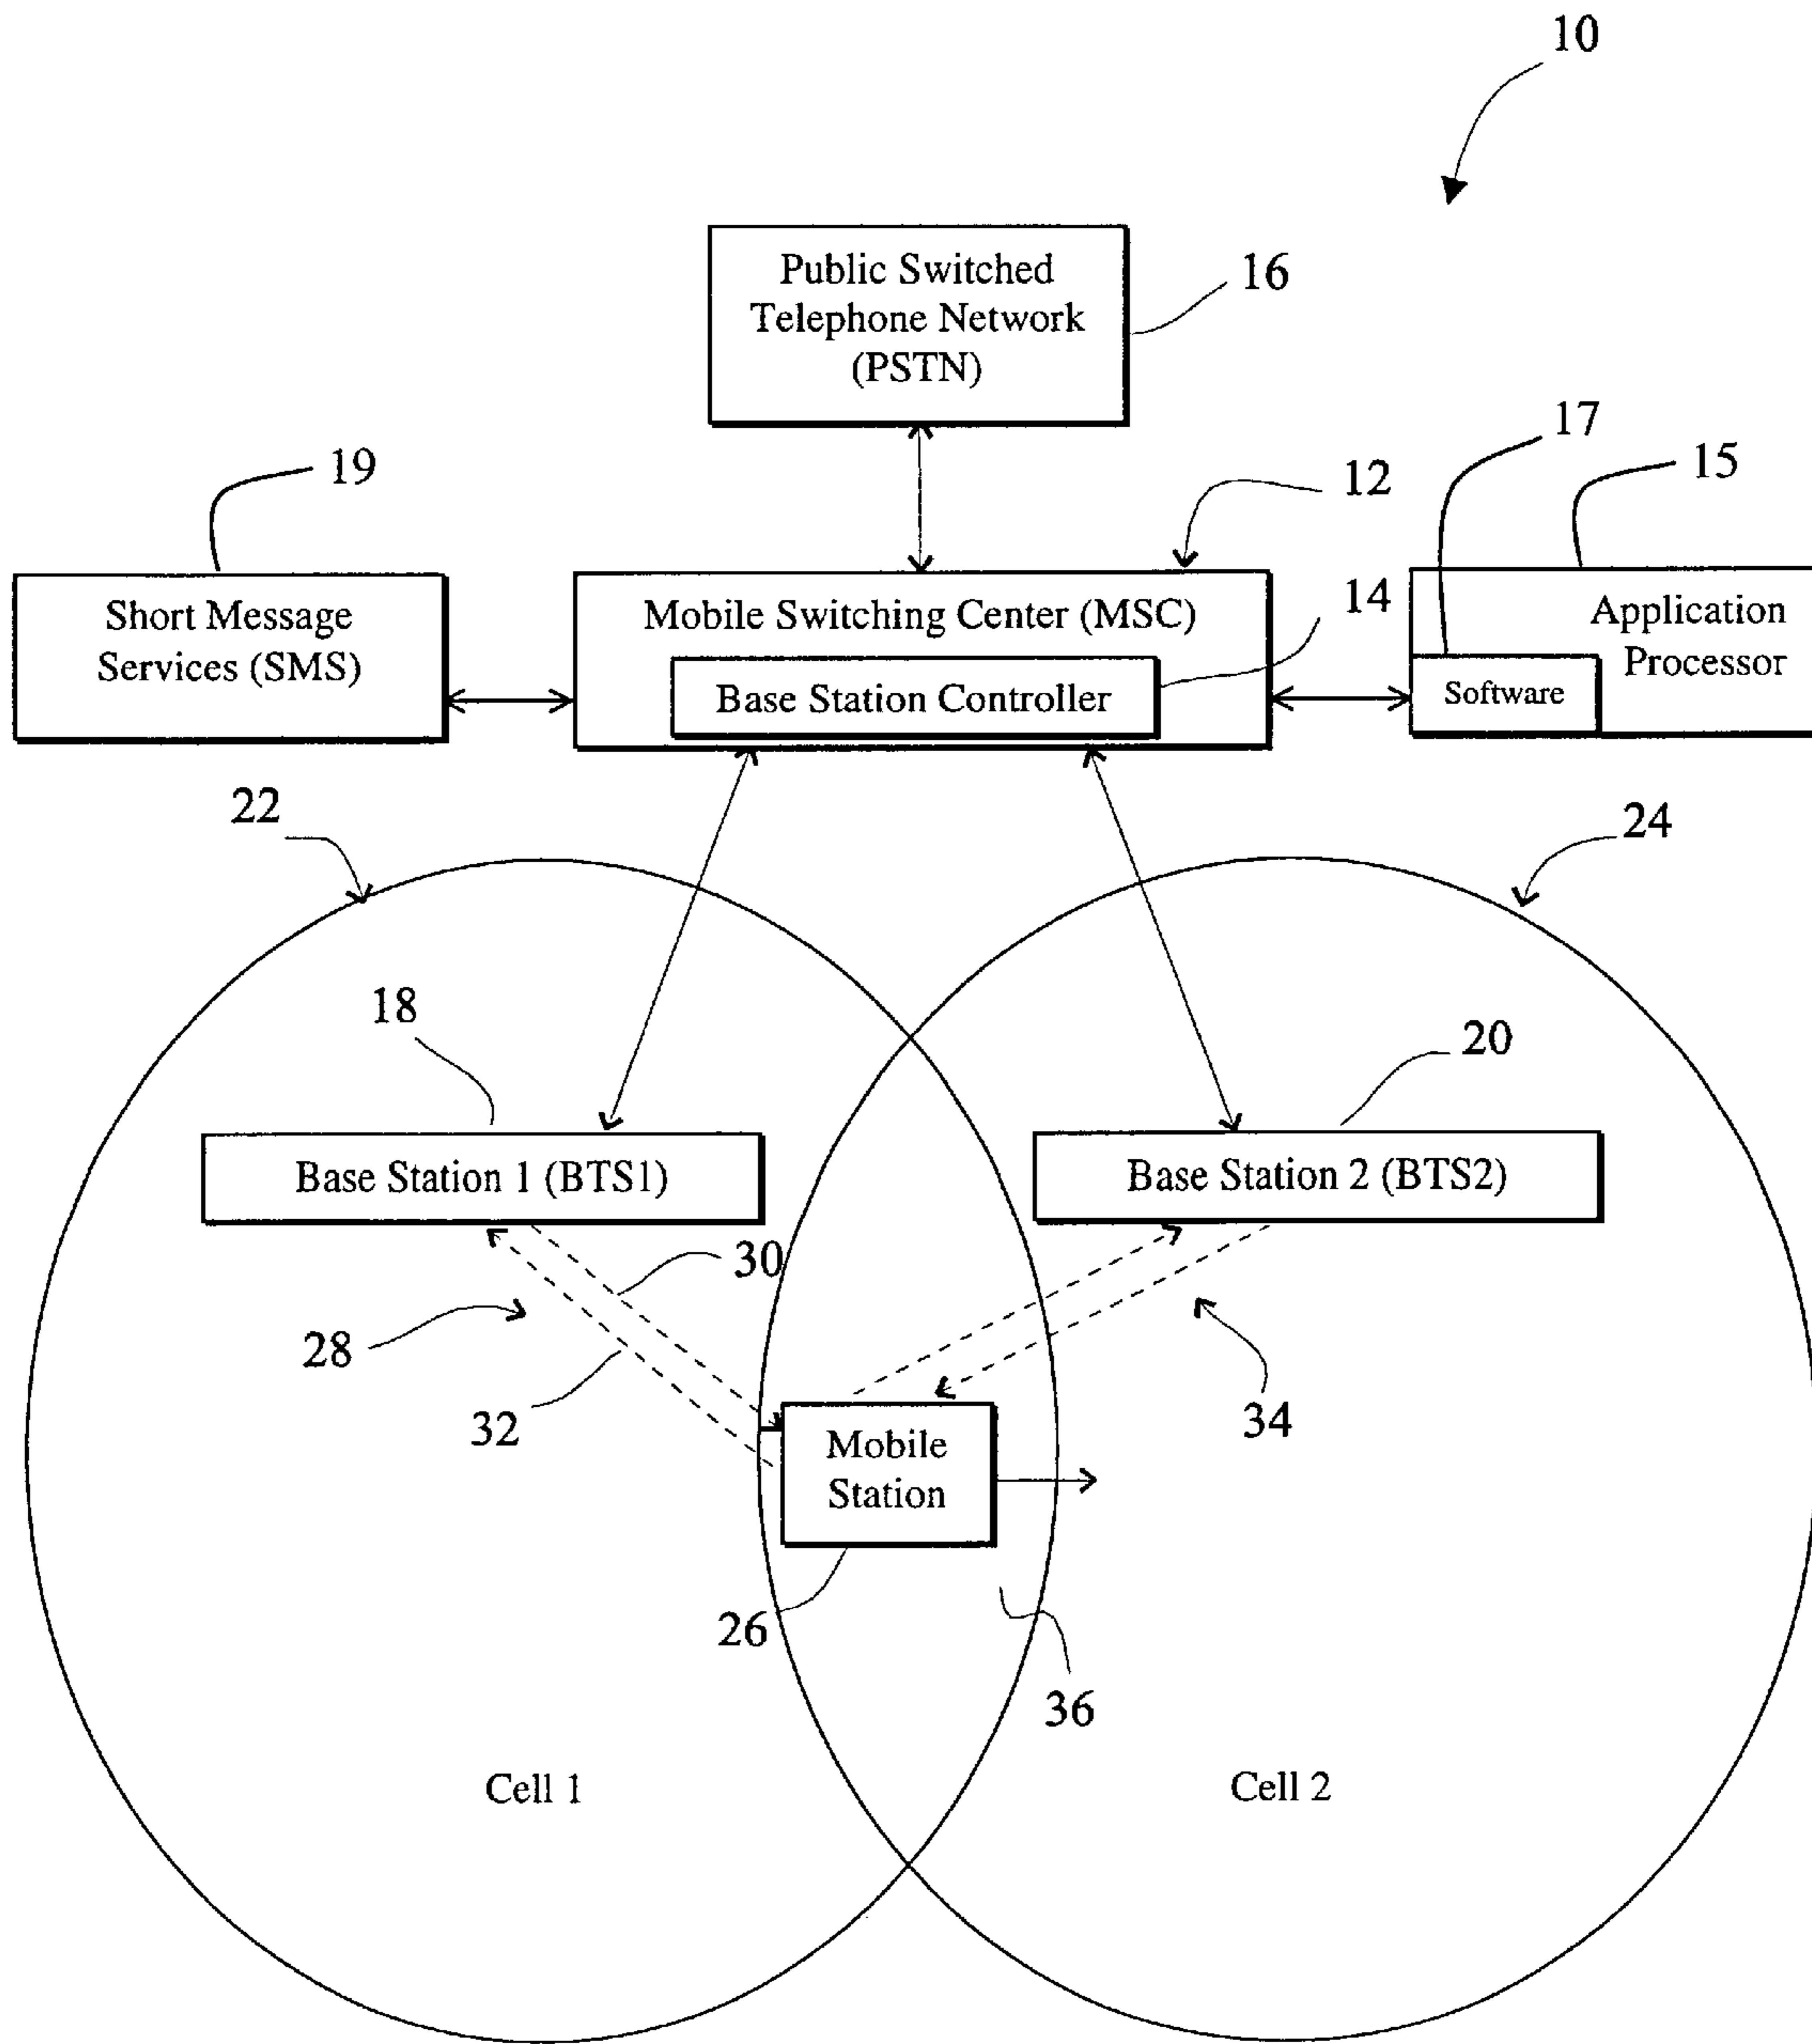 10
Public Switched
Telephone Network
(PSTN)
16
17
15
19
12
Short Message
Services (SMS)
Mobile Switching Center (MSC)
14
Base Station Controller
Application
Processor
Software
22
24
18
20
Base Station 1 (BTS1)
Base Station 2 (BTS2)
30
28
32
34
Mobile
Station
26
36
Cell 1
Cell 2